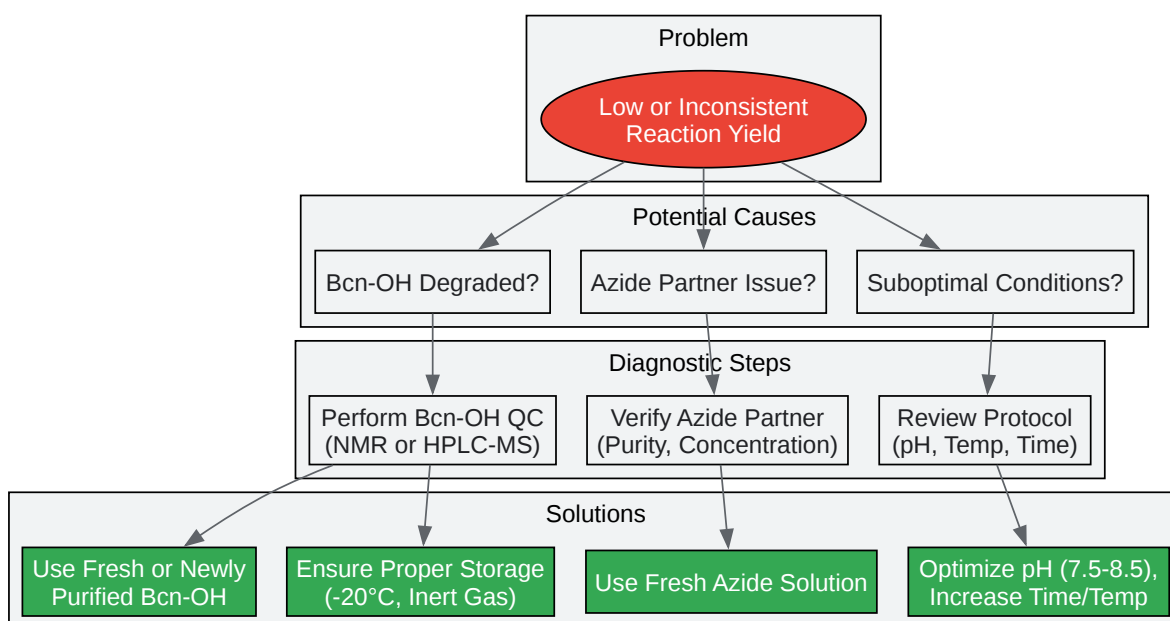 Problem
Low or Inconsistent
Reaction Yield
Potential Causes
Bcn-OH Degraded?
Azide Partner Issue?
Suboptimal Conditions?
Diagnostic Steps
Perform Bcn-OH QC
(NMR or HPLC-MS)
Verify Azide Partner
(Purity, Concentration)
Review Protocol
(pH, Temp, Time)
Solutions
Use Fresh or Newly
Purified Bcn-OH
Ensure Proper Storage
(-20°C, Inert Gas)
Use Fresh Azide Solution
Optimize pH (7.5-8.5),
Increase Time/Temp